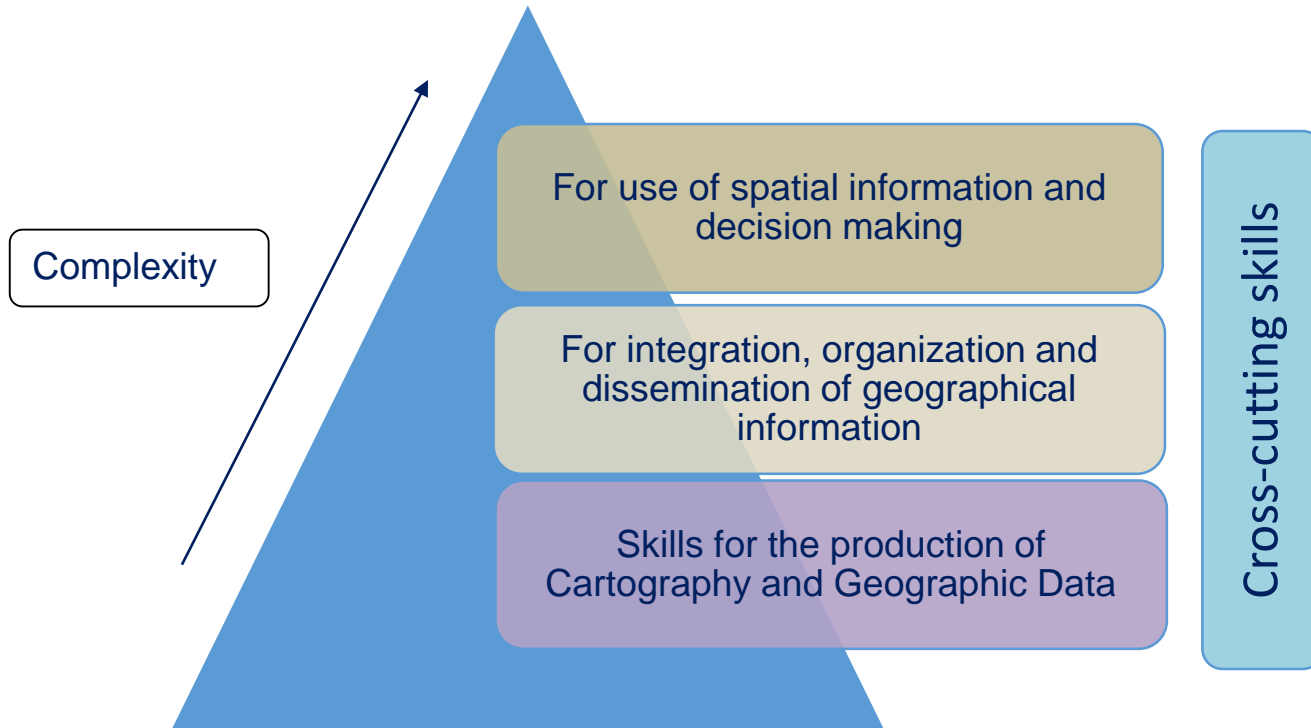 For use of spatial information and
decision making
Complexity
For integration, organization and
dissemination of geographical
information
Skills for the production of
Cartography and Geographic Data
Cross-cutting skills